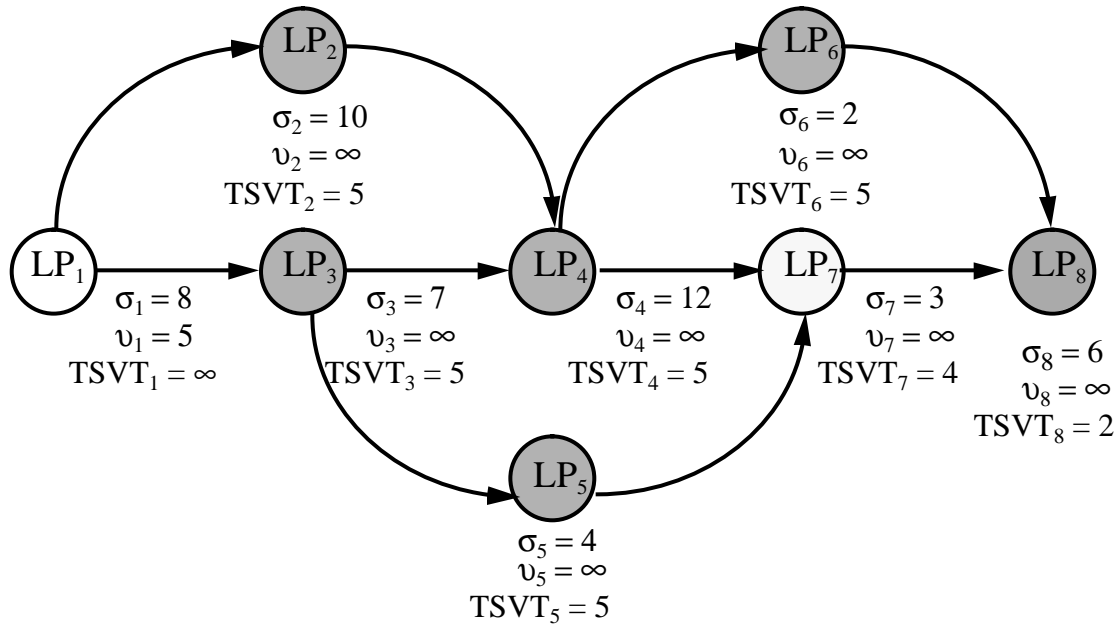 LP₂
LP₆
σ₂ = 10
υ₂ = ∞
TSVT₂ = 5
σ₆ = 2
υ₆ = ∞
TSVT₆ = 5
LP₁
LP₃
LP₄
LP₇
LP₈
σ₁ = 8
υ₁ = 5
TSVT₁ = ∞
σ₃ = 7
υ₃ = ∞
TSVT₃ = 5
σ₄ = 12
υ₄ = ∞
TSVT₄ = 5
σ₇ = 3
υ₇ = ∞
TSVT₇ = 4
σ₈ = 6
υ₈ = ∞
TSVT₈ = 2
LP₅
σ₅ = 4
υ₅ = ∞
TSVT₅ = 5